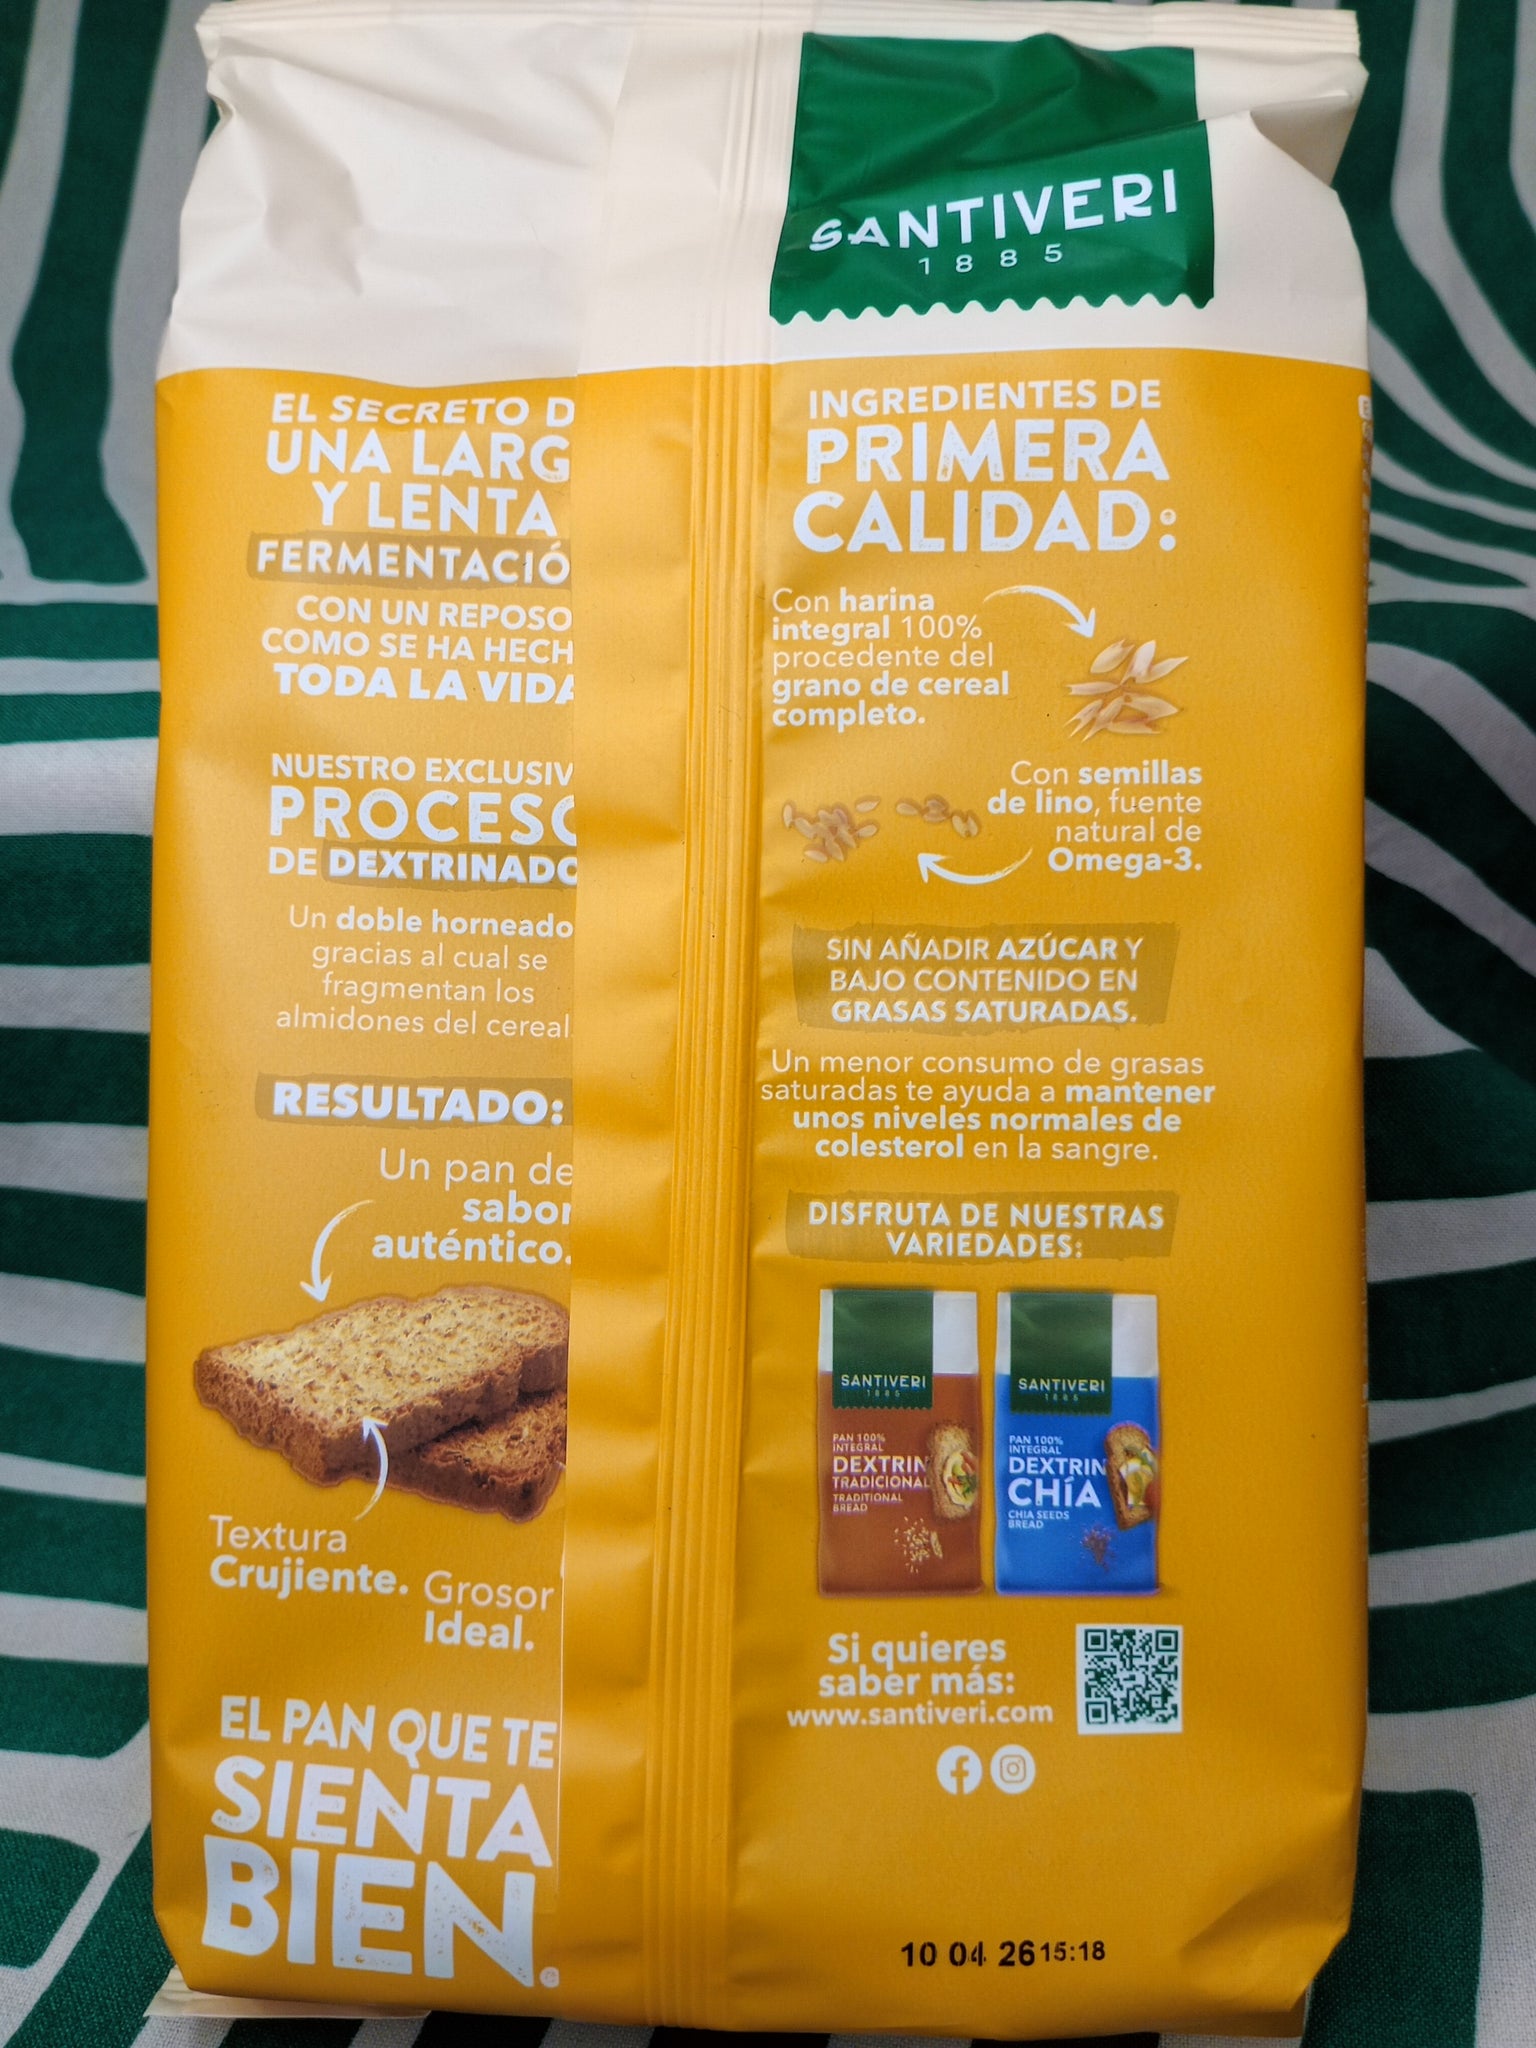 SANTIVERI
1885
EL SECRETO D
UNA LARG
Y LENTA
FERMENTACIÓ
CON UN REPOSO
COMO SE HA HECH
TODA LA VIDA
NUESTRO EXCLUSIV
PROCESO
DE DEXTRINADO
Un doble horneado
gracias al cual se
fragmentan los
almidones del cereal.
RESULTADO:
Un pan de
sabor
auténtico.
Textura
Crujiente.
Grosor
Ideal.
EL PAN QUE TE
SIENTA
BIEN.
INGREDIENTES DE
PRIMERA
CALIDAD:
Con harina
integral 100%
procedente del
grano de cereal
completo.
Con semillas
de lino, fuente
natural de
Omega-3.
SIN AÑADIR AZÚCAR Y
BAJO CONTENIDO EN
GRASAS SATURADAS.
Un menor consumo de grasas
saturadas te ayuda a mantener
unos niveles normales de
colesterol en la sangre.
DISFRUTA DE NUESTRAS
VARIEDADES:
SANTIVERI
1885
PAN 100%
INTEGRAL
DEXTRIN
TRADICIONAL
TRADITIONAL
BREAD
SANTIVERI
1885
PAN 100%
INTEGRAL
DEXTRIN
CHÍA
CHIA SEEDS
BREAD
Si quieres
saber más:
www.santiveri.com
10 04 26 15:18